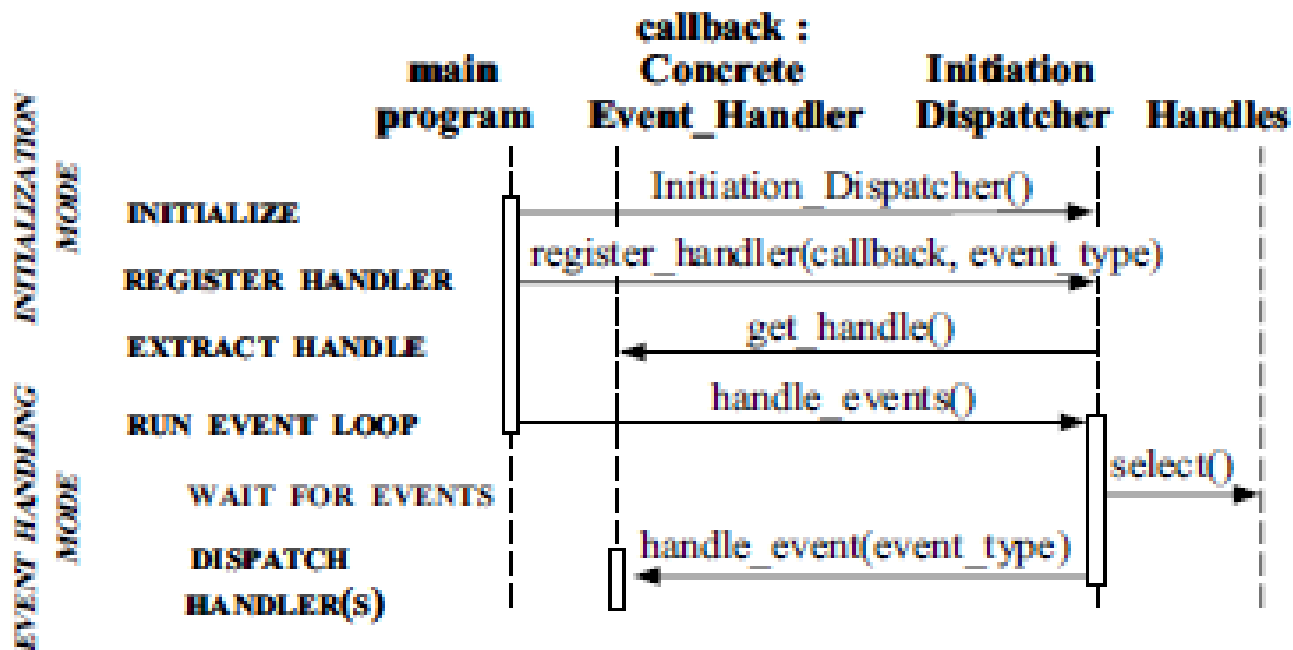 callback :
main Concrete Initiation
program Event_Handler Dispatcher Handles
INITIALIZATION
MODE
INITIALIZE
Initiation_Dispatcher()
REGISTER HANDLER
register_handler(callback, event_type)
EXTRACT HANDLE
get_handle()
EVENT HANDLING
MODE
RUN EVENT LOOP
handle_events()
WAIT FOR EVENTS
select()
DISPATCH
HANDLER(S)
handle_event(event_type)